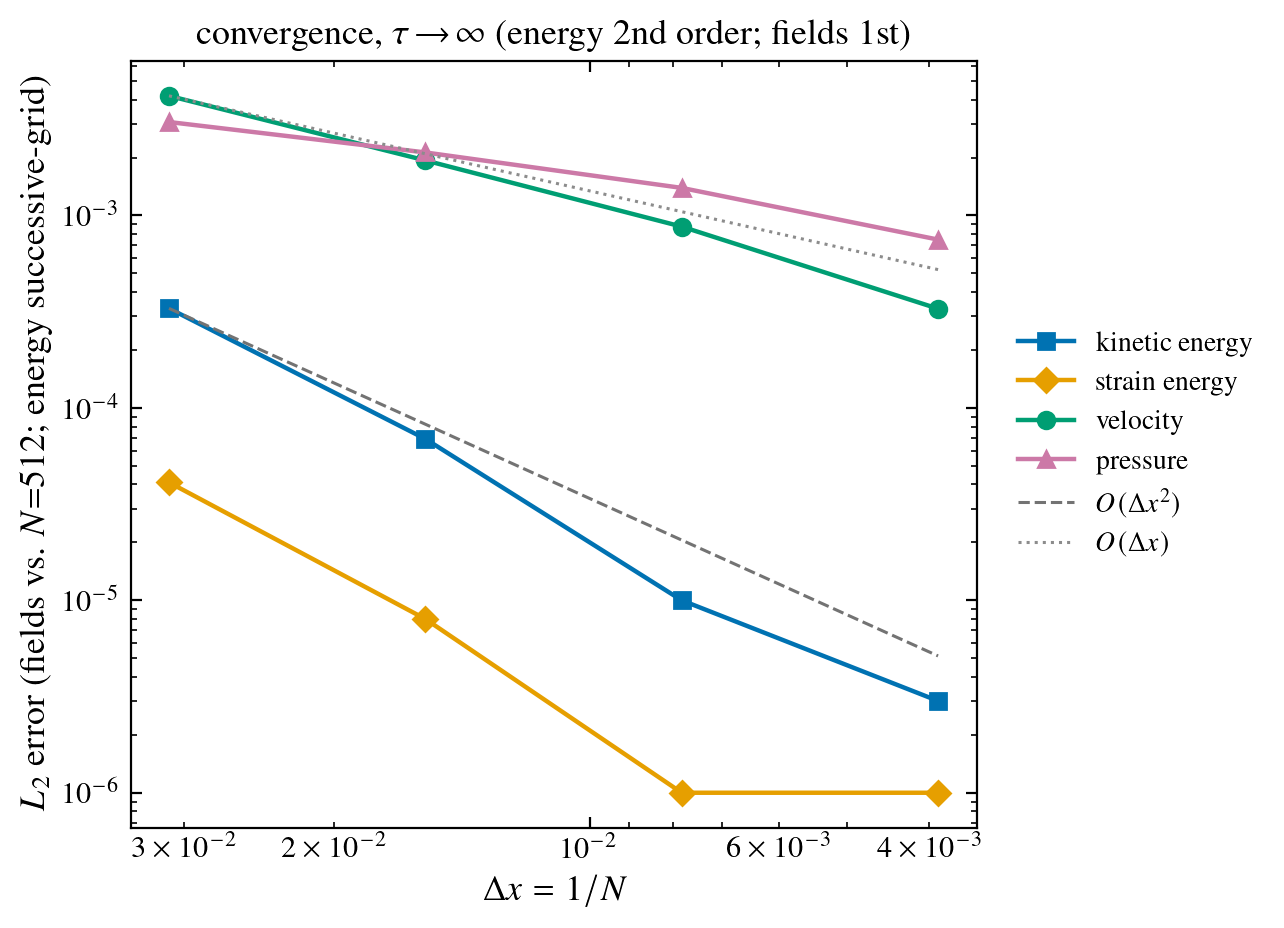 convergence, τ→∞ (energy 2nd order; fields 1st)
L₂ error (fields vs. N=512; energy successive-grid)
10⁻³
10⁻⁴
10⁻⁵
10⁻⁶
3 × 10⁻²
2 × 10⁻²
10⁻²
6 × 10⁻³
4 × 10⁻³
Δx = 1/N
kinetic energy
strain energy
velocity
pressure
O(Δx²)
O(Δx)